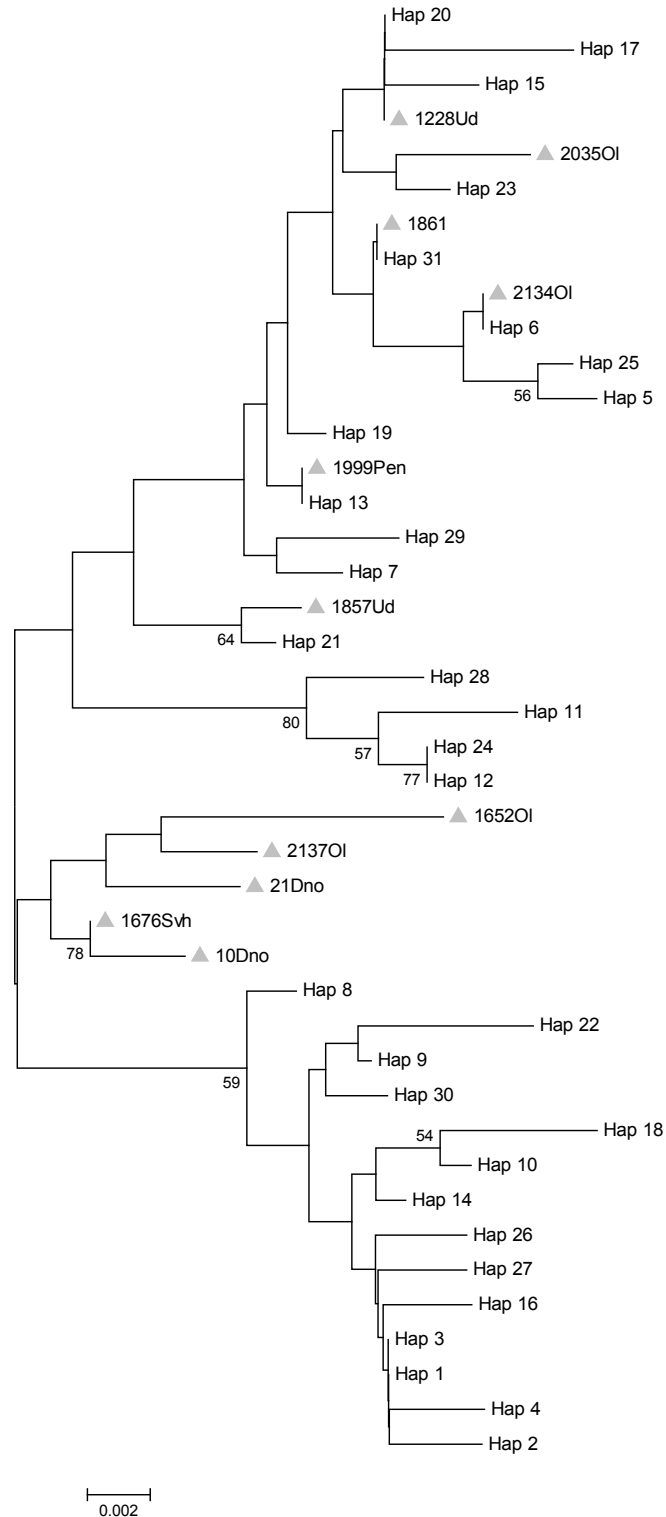 Hap 20
Hap 17
Hap 15
1228Ud
2035Ol
Hap 23
1861
Hap 31
2134Ol
Hap 6
Hap 25
56
Hap 5
Hap 19
1999Pen
Hap 13
Hap 29
Hap 7
1857Ud
64
Hap 21
Hap 28
80
Hap 11
57
Hap 24
77
Hap 12
1652Ol
2137Ol
21Dno
1676Svh
78
10Dno
Hap 8
Hap 22
Hap 9
59
Hap 30
Hap 18
54
Hap 10
Hap 14
Hap 26
Hap 27
Hap 16
Hap 3
Hap 1
Hap 4
Hap 2
0.002